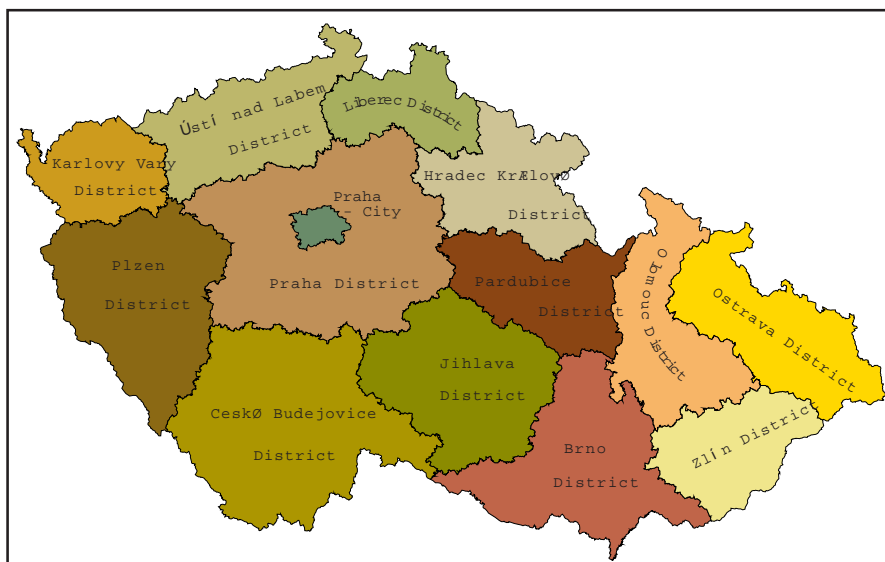 Ústí nad Labem
District
Liberec District
Karlovy Vary
District
Hradec KrÆlovØ
District
Praha
- City
Praha District
Plzen
District
Pardubice
District
Olomouc District
Ostrava District
Jihlava
District
CeskØ Budejovice
District
Brno
District
Zlín District